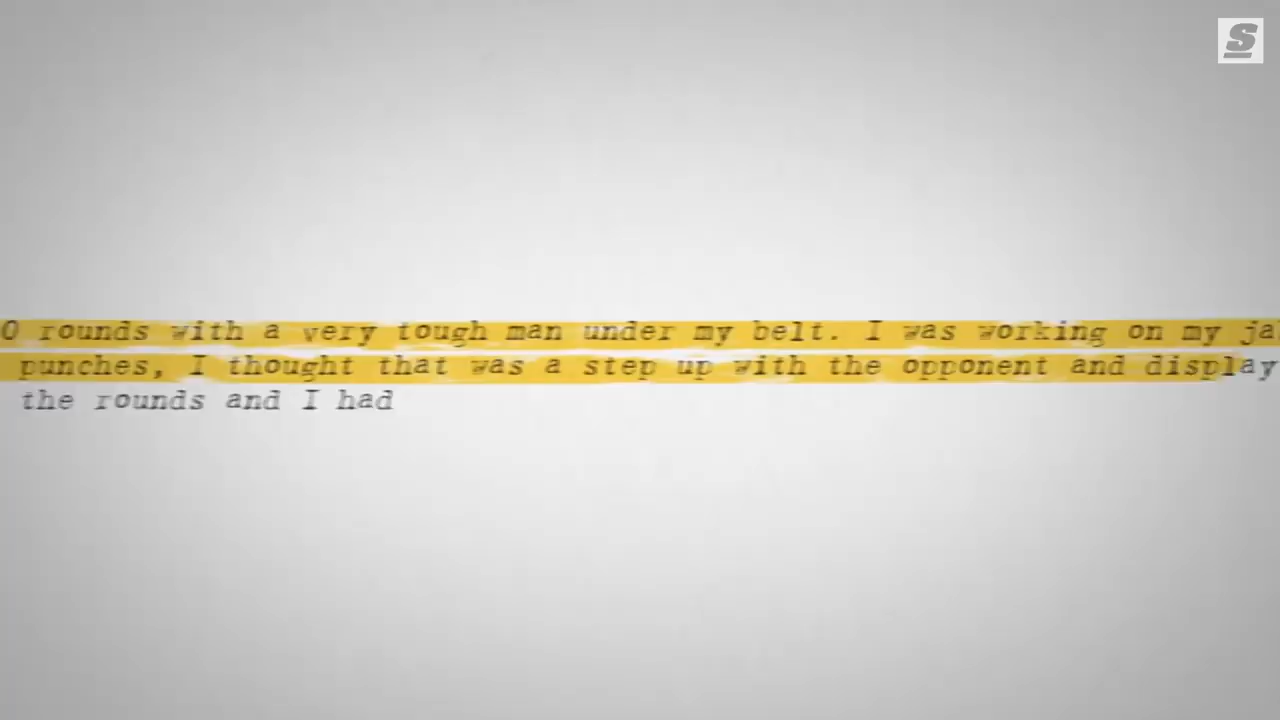 S
0 rounds with a very tough man under my belt. I was working on my ja
punches, I thought that was a step up with the opponent and display
the rounds and I had